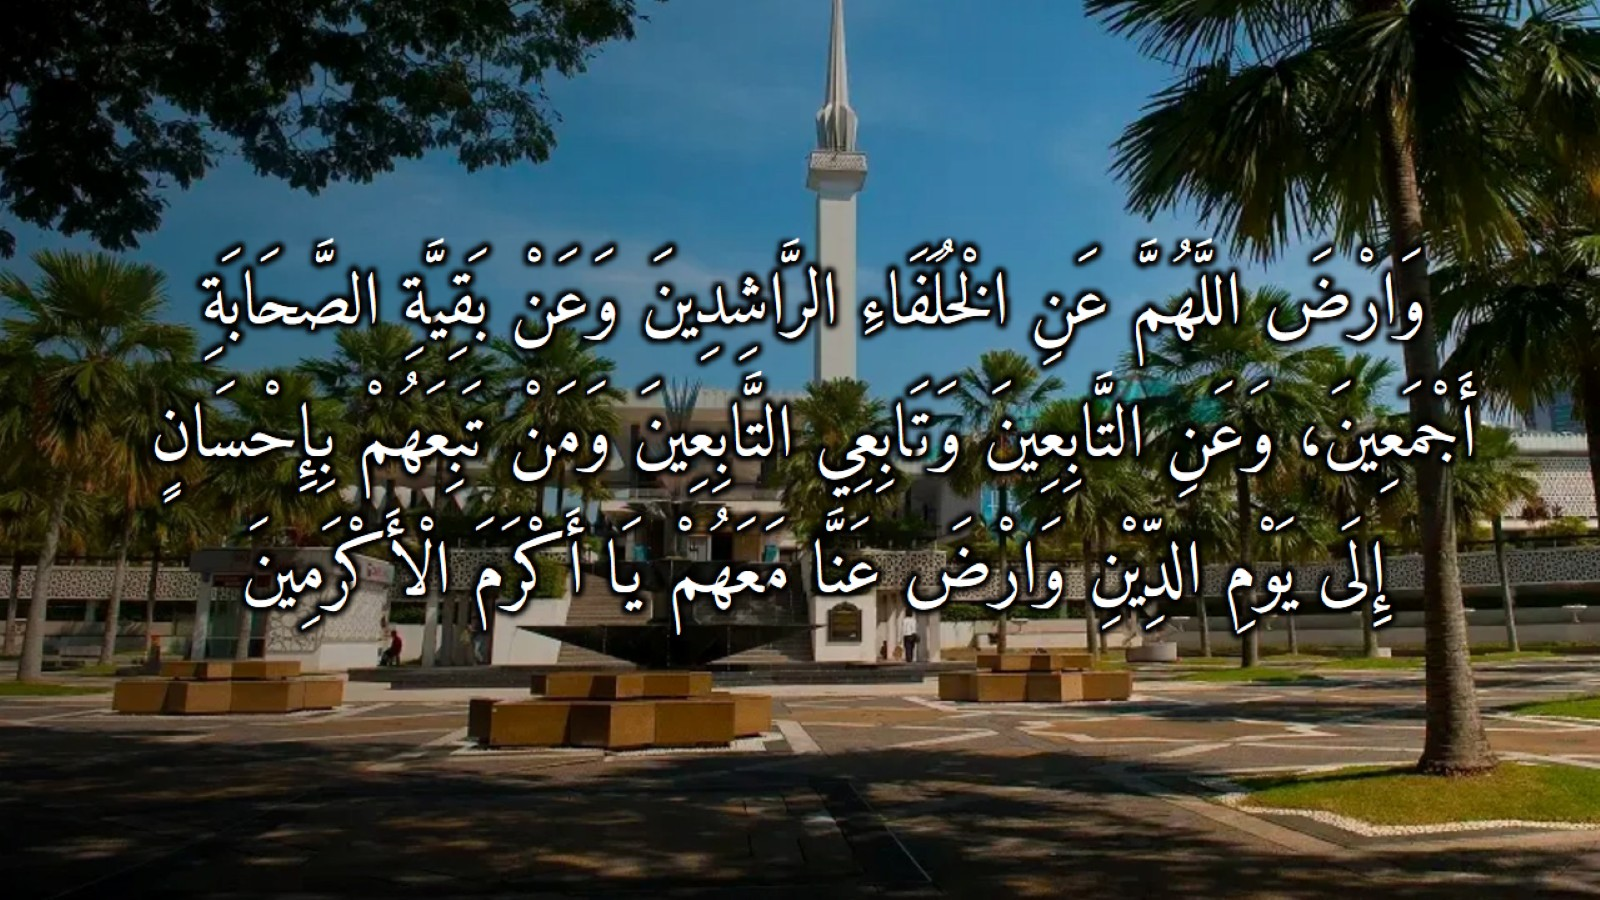 وَارْضَ اللَّهُمَّ عَنِ الْخُلَفَاءِ الرَّاشِدِينَ وَعَنْ بَقِيَّةِ الصَّحَابَةِ
أَجْمَعِينَ، وَعَنِ التَّابِعِينَ وَتَابِعِي التَّابِعِينَ وَمَنْ تَبِعَهُمْ بِإِحْسَانٍ
إِلَى يَوْمِ الدِّيْنِ وَارْضَ عَنَّا مَعَهُمْ يَا أَكْرَمَ الْأَكْرَمِينَ